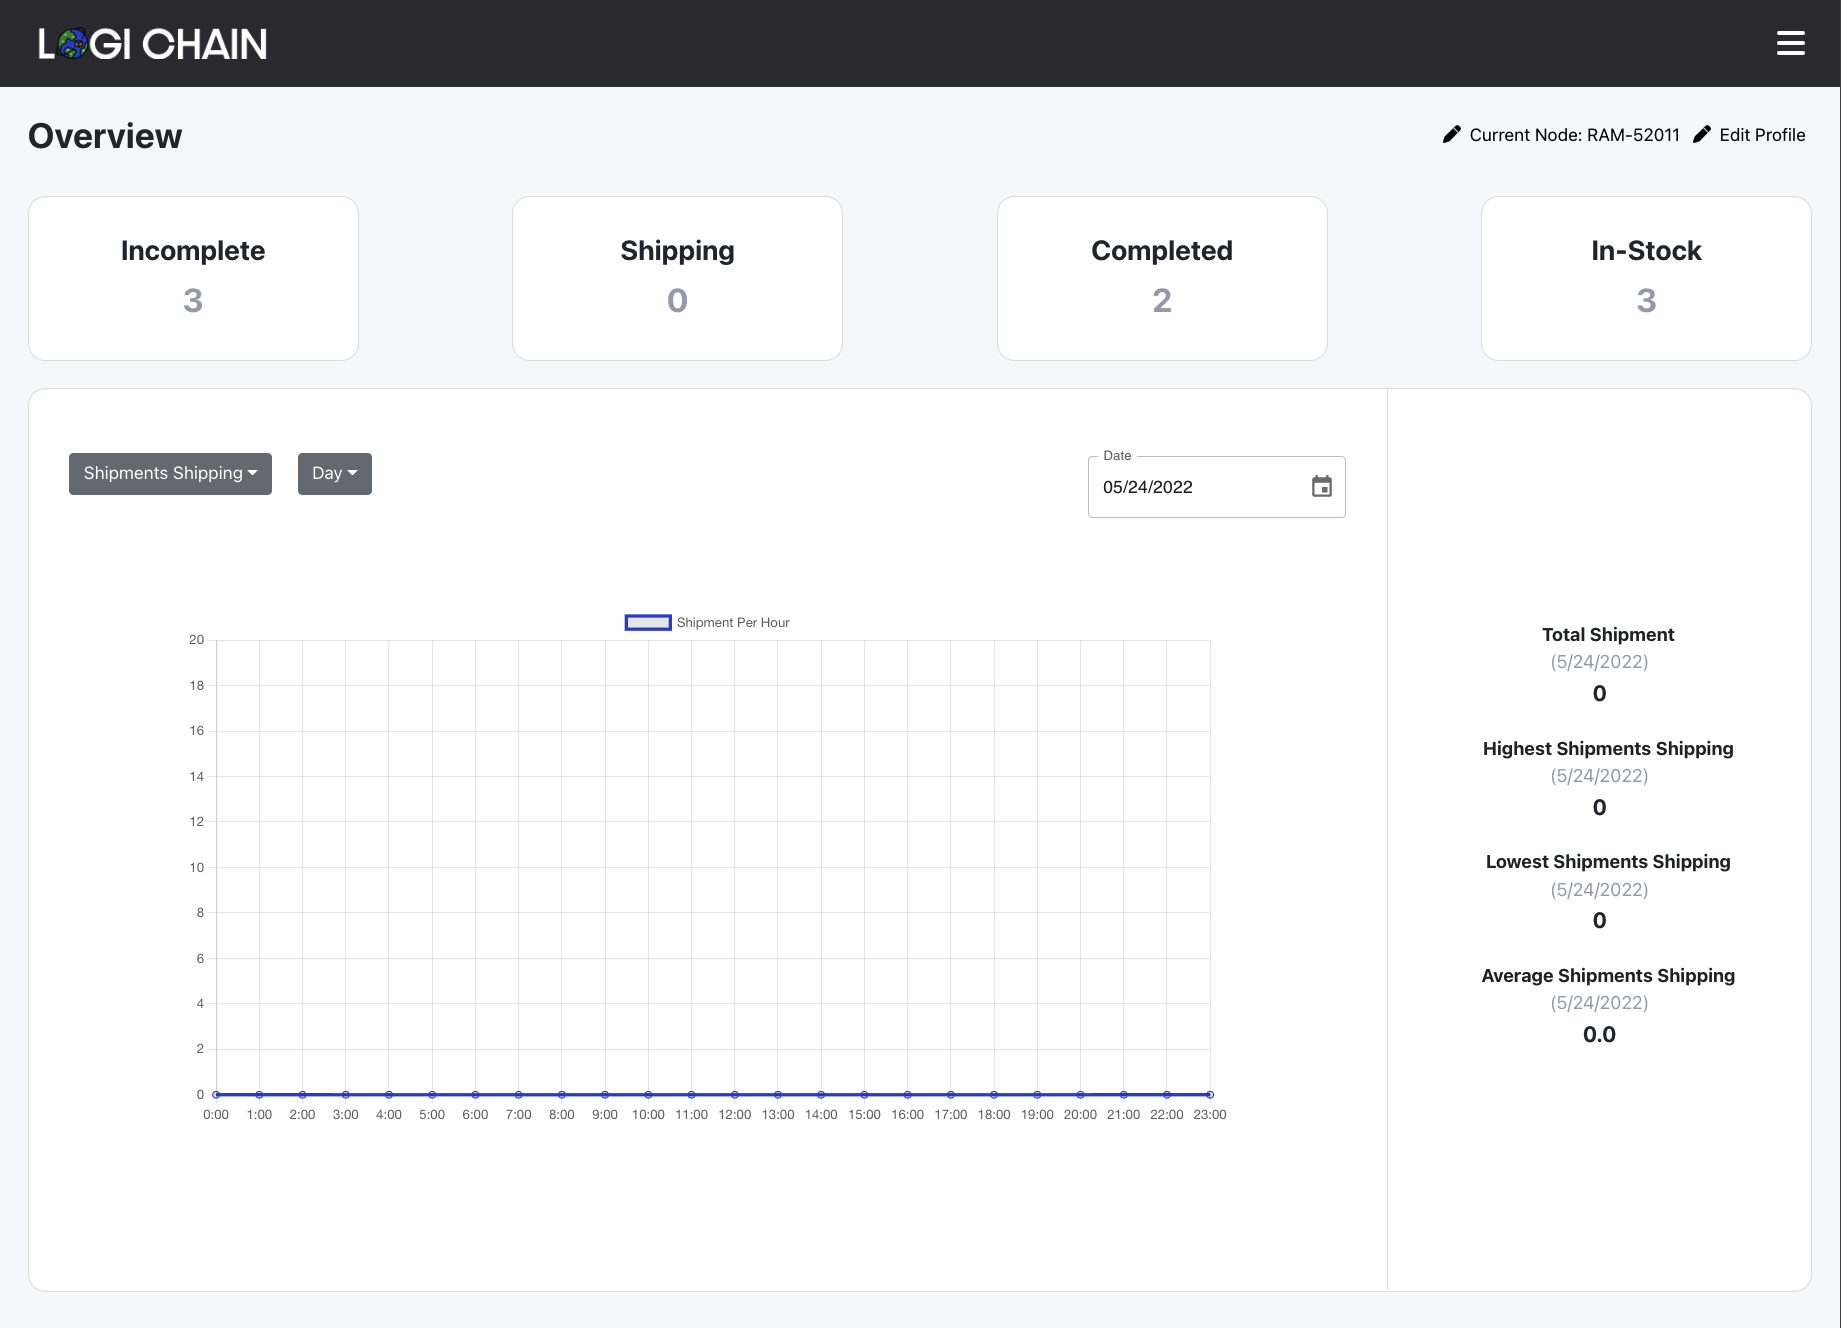 LOGI CHAIN
Overview
Current Node: RAM-52011 Edit Profile
Incomplete
3
Shipping
0
Completed
2
In-Stock
3
Shipments Shipping
Day
Date
05/24/2022
Shipment Per Hour
20
18
16
14
12
10
8
6
4
2
0
0:00 1:00 2:00 3:00 4:00 5:00 6:00 7:00 8:00 9:00 10:00 11:00 12:00 13:00 14:00 15:00 16:00 17:00 18:00 19:00 20:00 21:00 22:00 23:00
Total Shipment
(5/24/2022)
0
Highest Shipments Shipping
(5/24/2022)
0
Lowest Shipments Shipping
(5/24/2022)
0
Average Shipments Shipping
(5/24/2022)
0.0